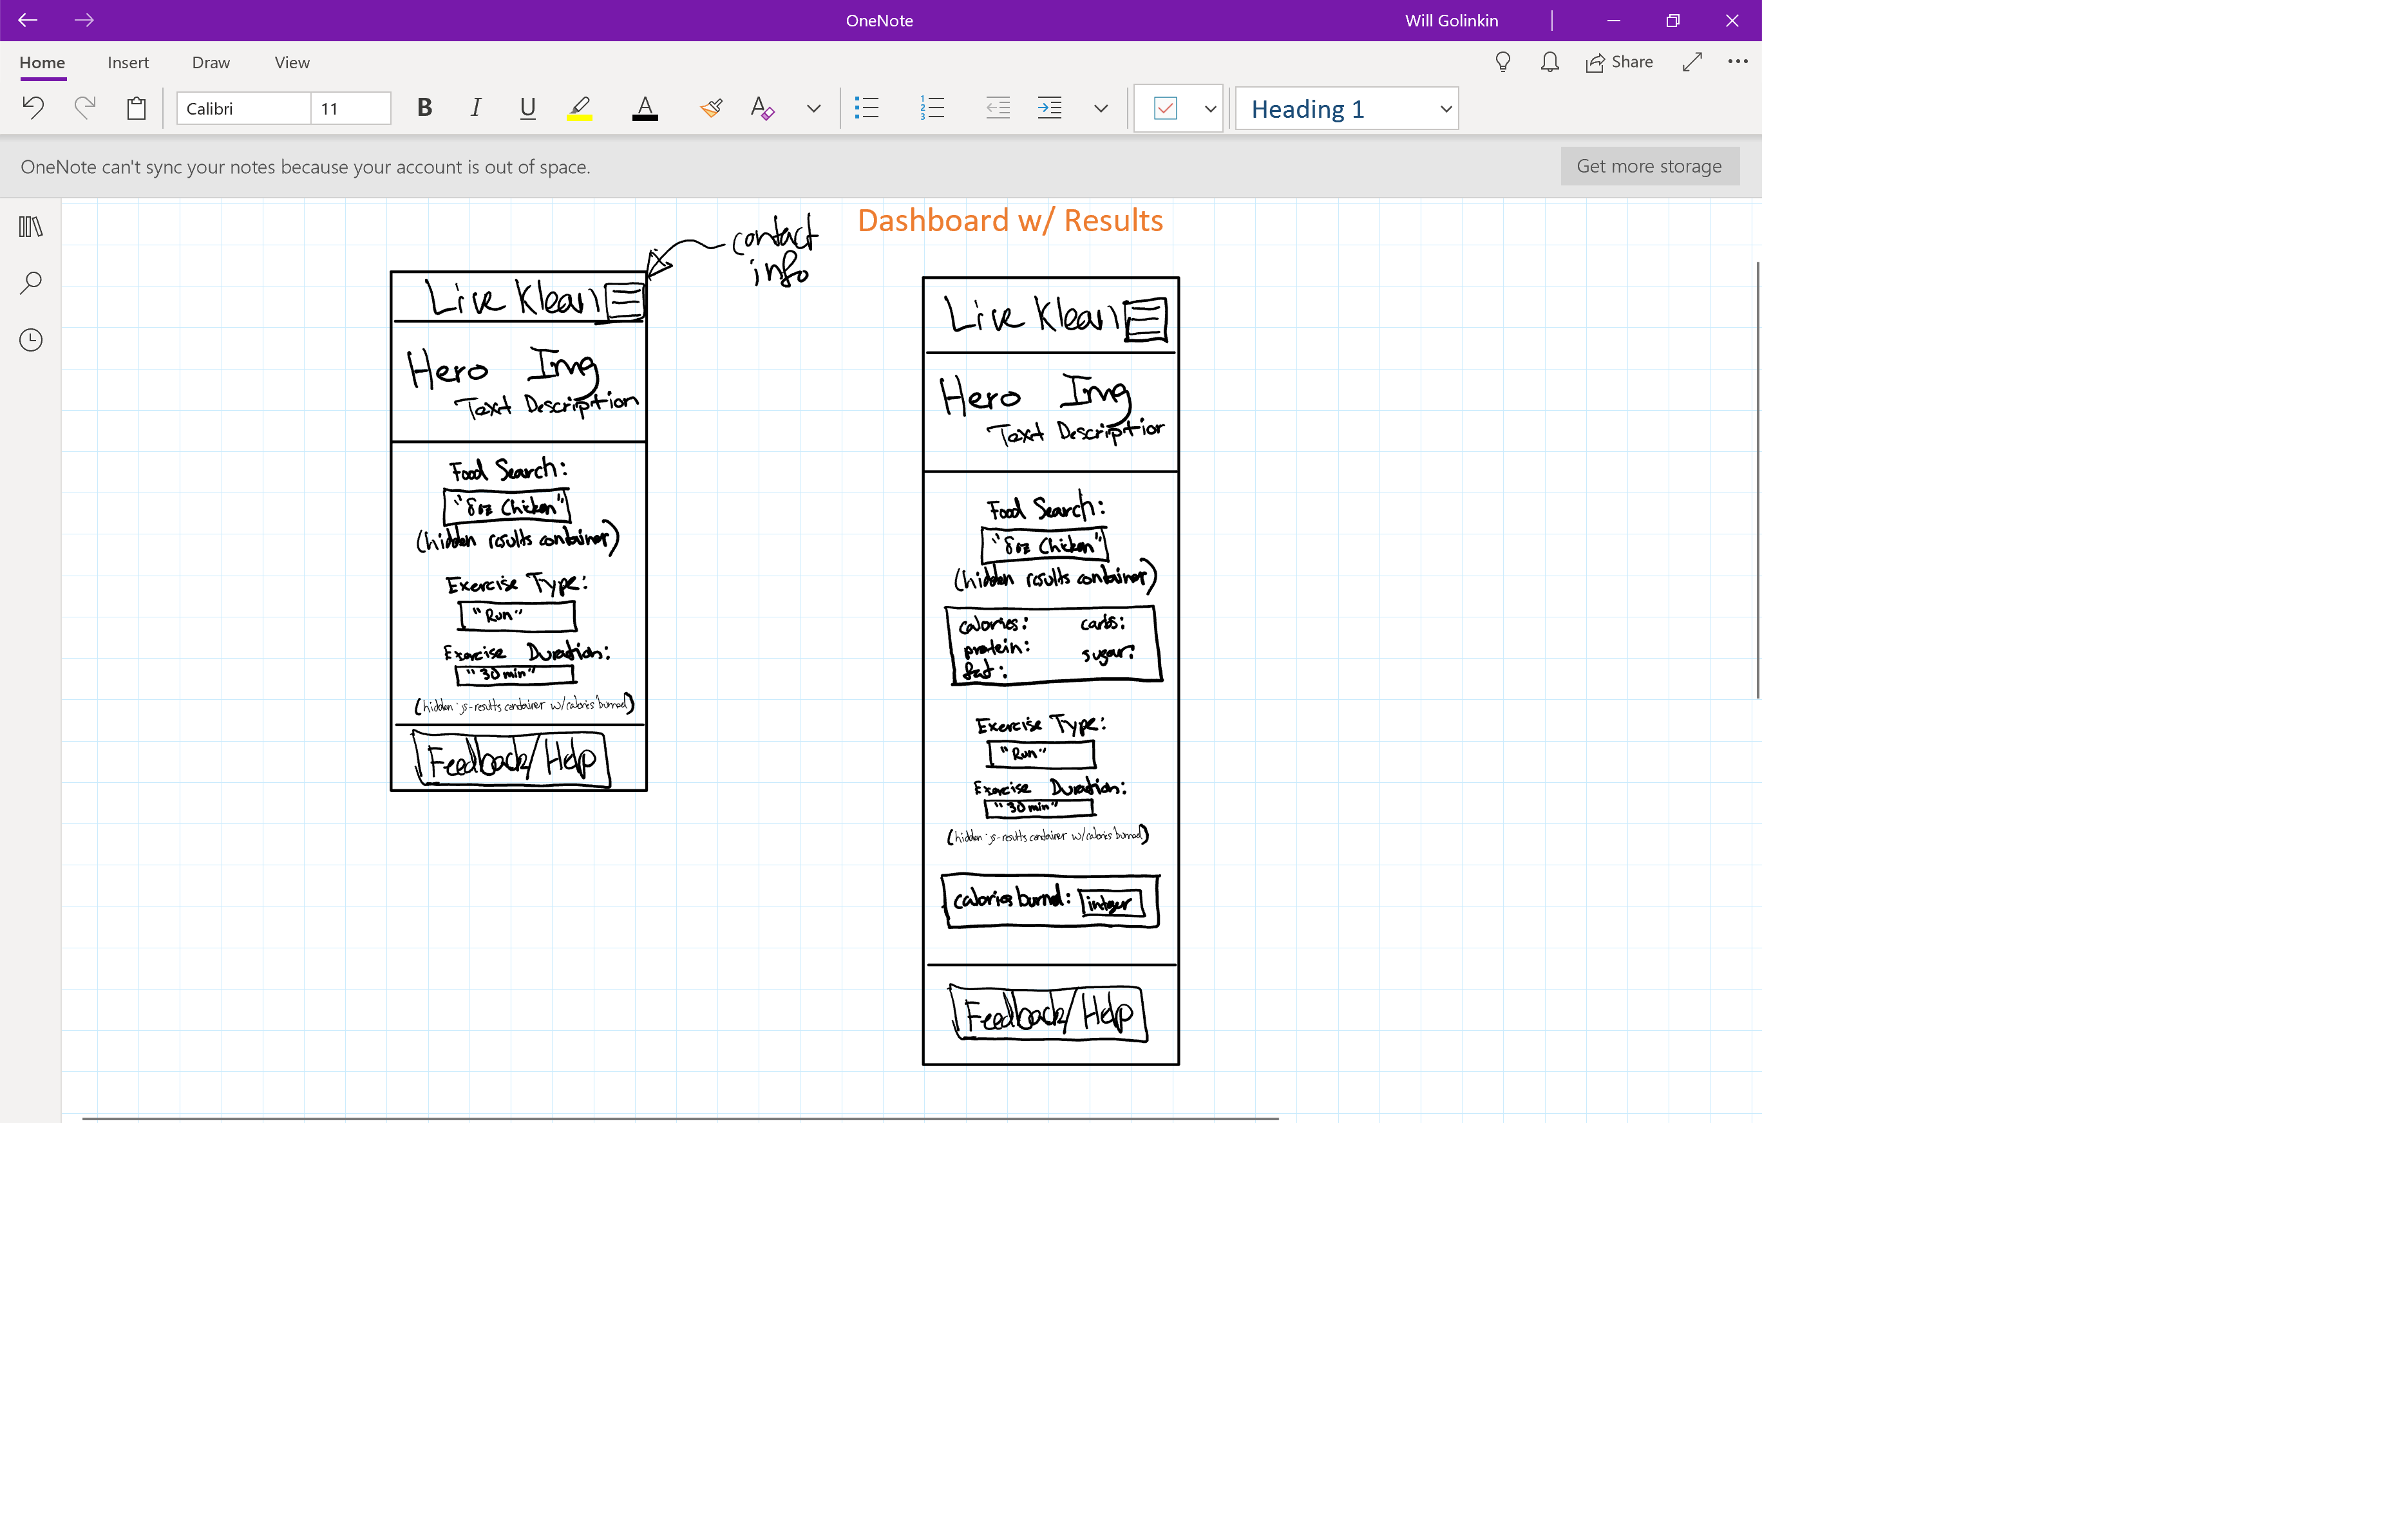 OneNote
Will Golinkin
Home Insert Draw View
Share
Calibri 11 B I U A A Heading 1
OneNote can't sync your notes because your account is out of space.
Get more storage
Dashboard w/ Results
contact
info
Live Klean
Hero Img
Text Description
Food Search:
"8oz Chicken"
(hidden results container)
Exercise Type:
"Run"
Exercise Duration:
"30 min"
(hidden js-results container w/calories burned)
Feedback/Help
Live Klean
Hero Img
Text Description
Food Search:
"8oz Chicken"
(hidden results container)
calories: carbs:
protein: sugar:
fat:
Exercise Type:
"Run"
Exercise Duration:
"30 min"
(hidden js-results container w/calories burned)
calories burned: integer
Feedback/Help